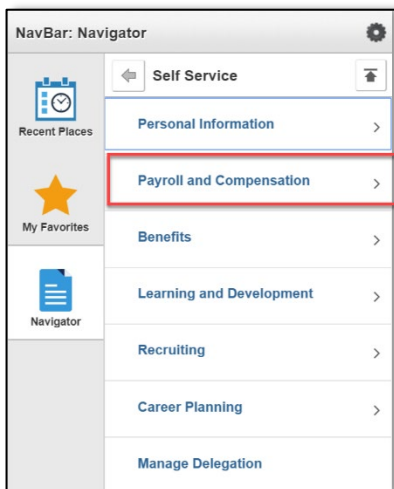 NavBar: Navigator
Self Service
Recent Places
My Favorites
Navigator
Personal Information
Payroll and Compensation
Benefits
Learning and Development
Recruiting
Career Planning
Manage Delegation